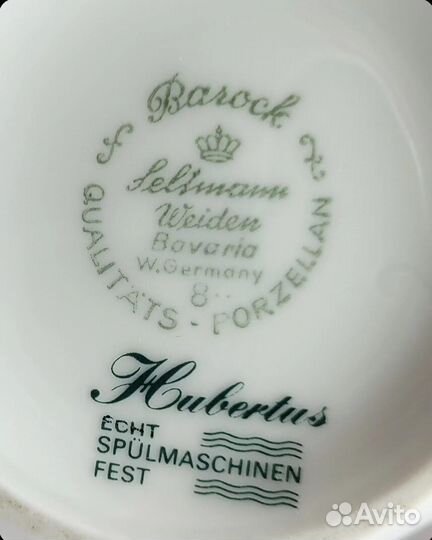 Barock
Seltmann
Weiden
Bavaria
W. Germany
8..
QUALITÄTS - PORZELLAN
Hubertus
ECHT
SPÜLMASCHINEN
FEST
Avito